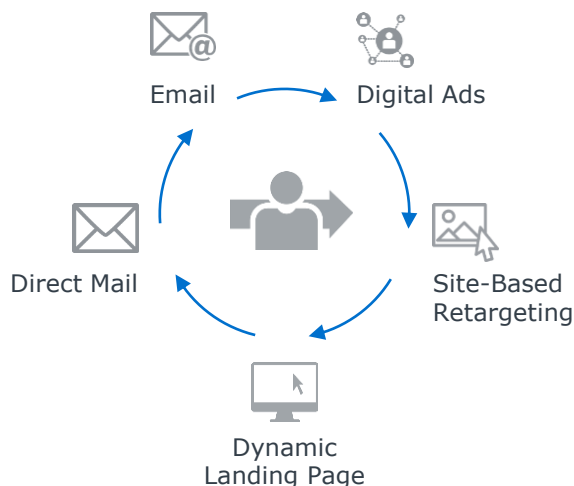 Email
Digital Ads
Direct Mail
Site-Based
Retargeting
Dynamic
Landing Page